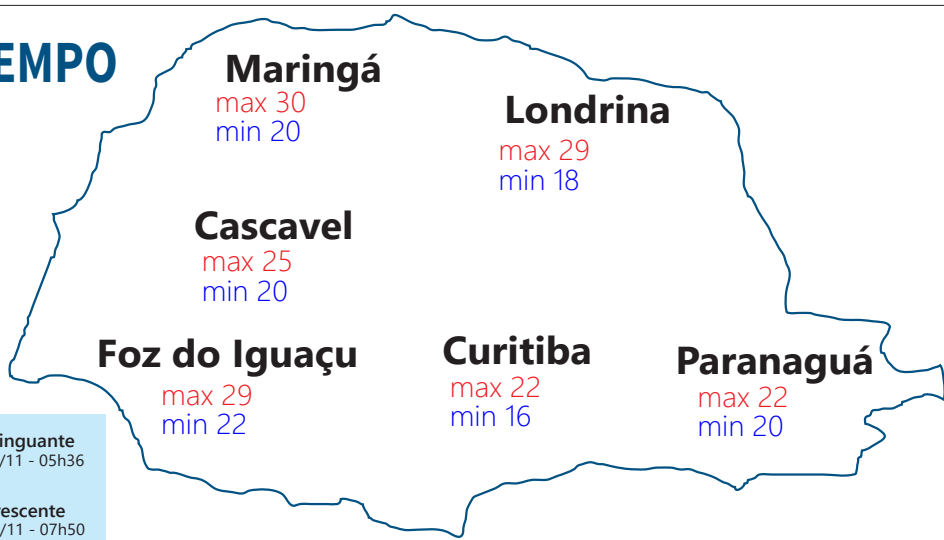 EMPO
Maringá
max 30
min 20
Londrina
max 29
min 18
Cascavel
max 25
min 20
Foz do Iguaçu
max 29
min 22
Curitiba
max 22
min 16
Paranaguá
max 22
min 20
inguante
/11 - 05h36
escente
/11 - 07h50